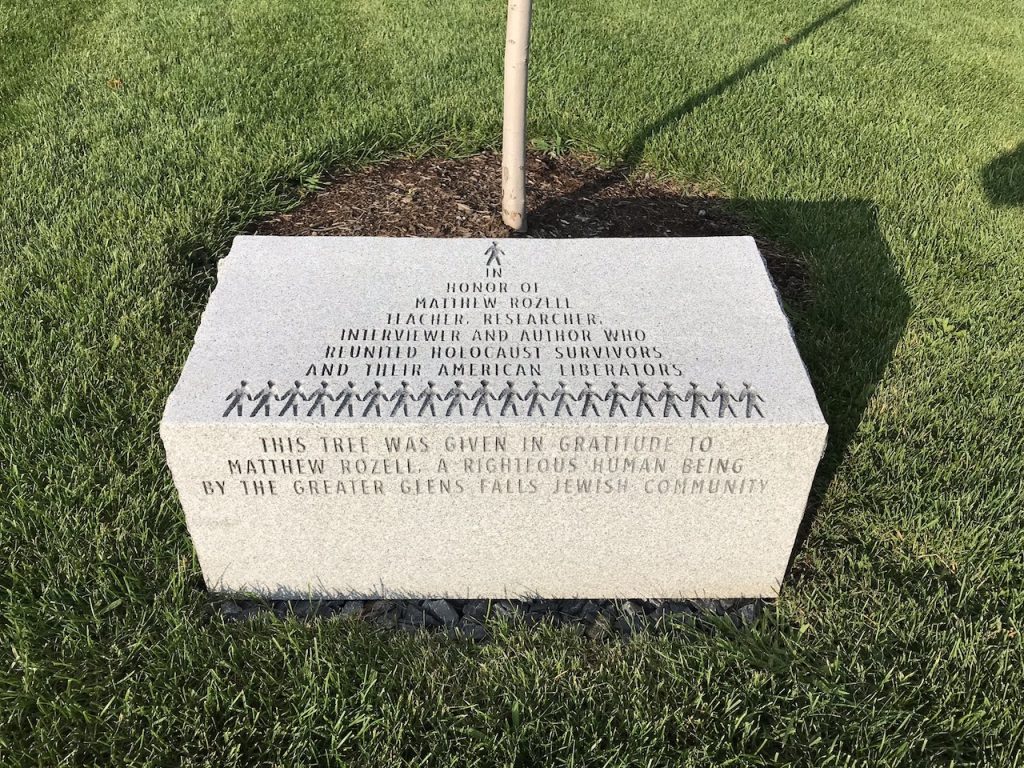 IN
HONOR OF
MATTHEW ROZELL
TEACHER, RESEARCHER,
INTERVIEWER AND AUTHOR WHO
REUNITED HOLOCAUST SURVIVORS
AND THEIR AMERICAN LIBERATORS
THIS TREE WAS GIVEN IN GRATITUDE TO
MATTHEW ROZELL, A RIGHTEOUS HUMAN BEING
BY THE GREATER GLENS FALLS JEWISH COMMUNITY